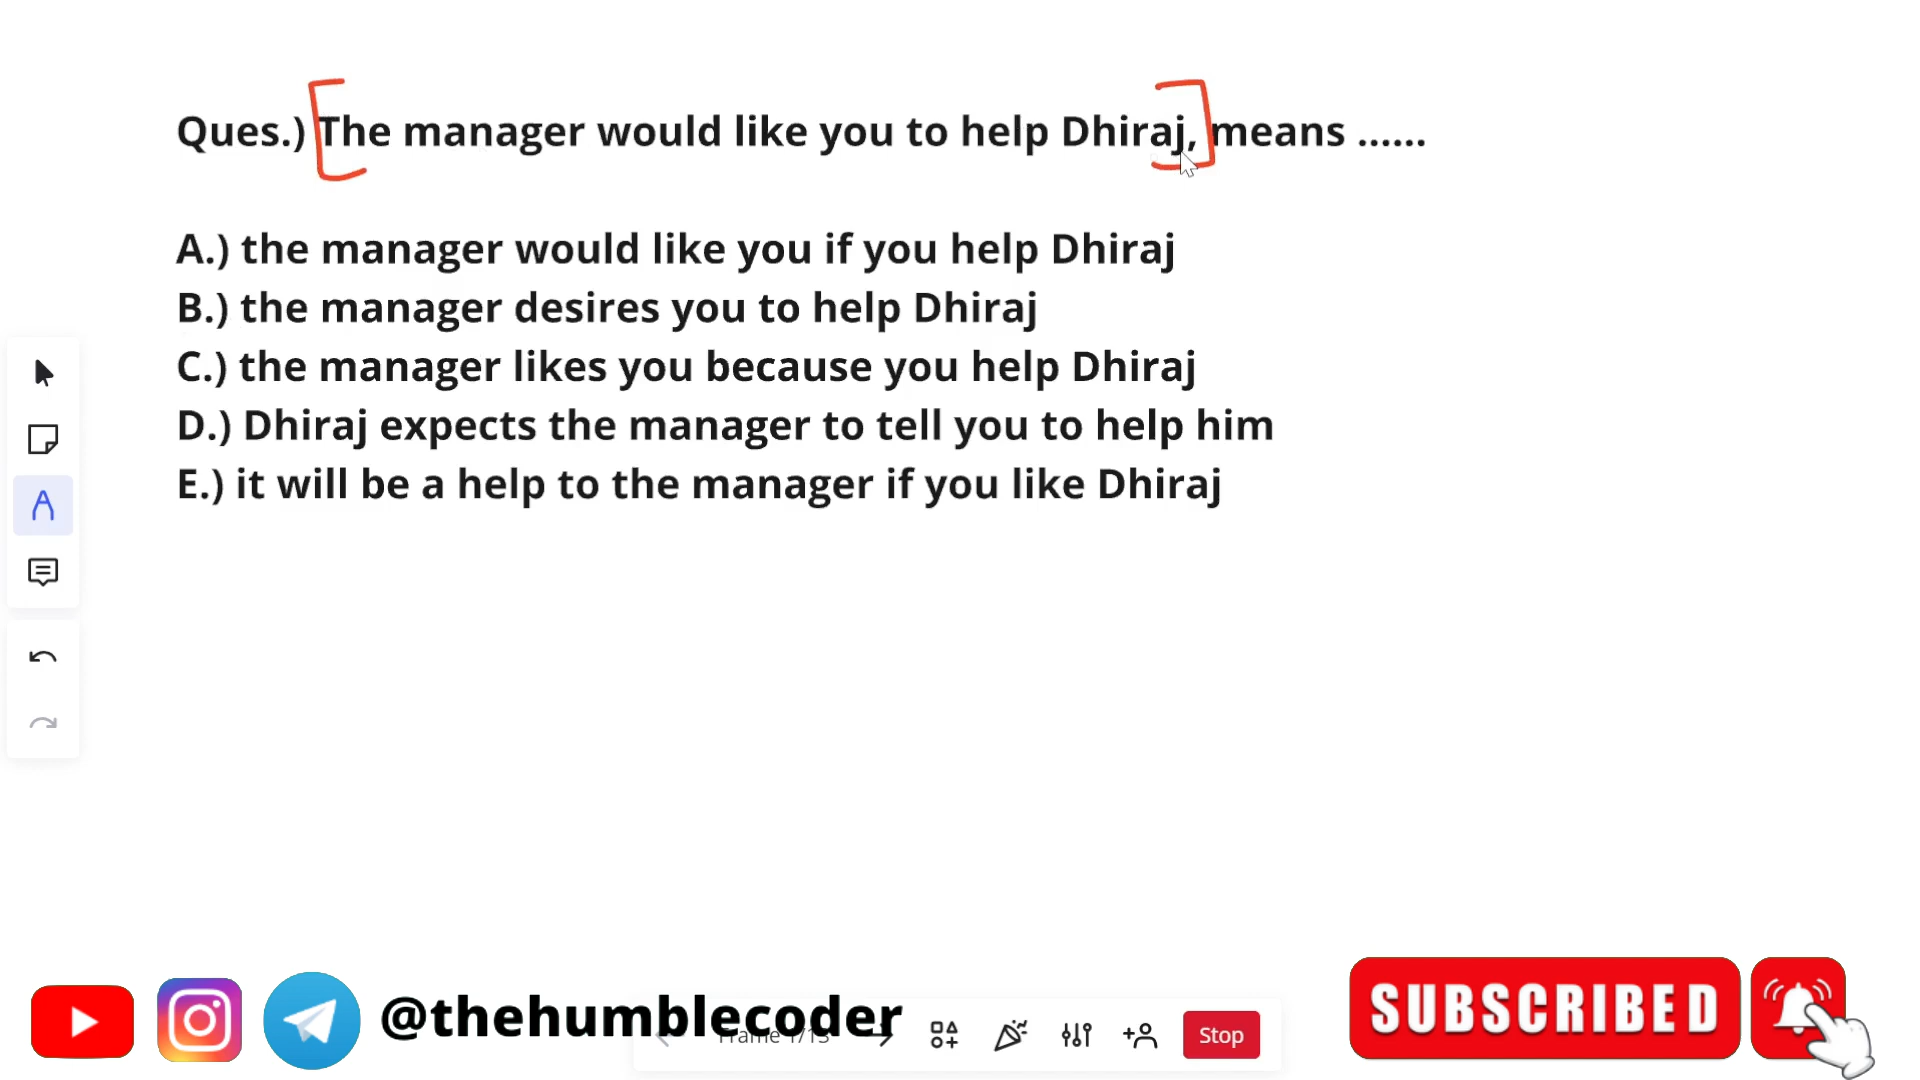 Ques.) The manager would like you to help Dhiraj, means ......
A.) the manager would like you if you help Dhiraj
B.) the manager desires you to help Dhiraj
C.) the manager likes you because you help Dhiraj
D.) Dhiraj expects the manager to tell you to help him
E.) it will be a help to the manager if you like Dhiraj
@thehumblecoder
Frame 1/13
Stop
SUBSCRIBED